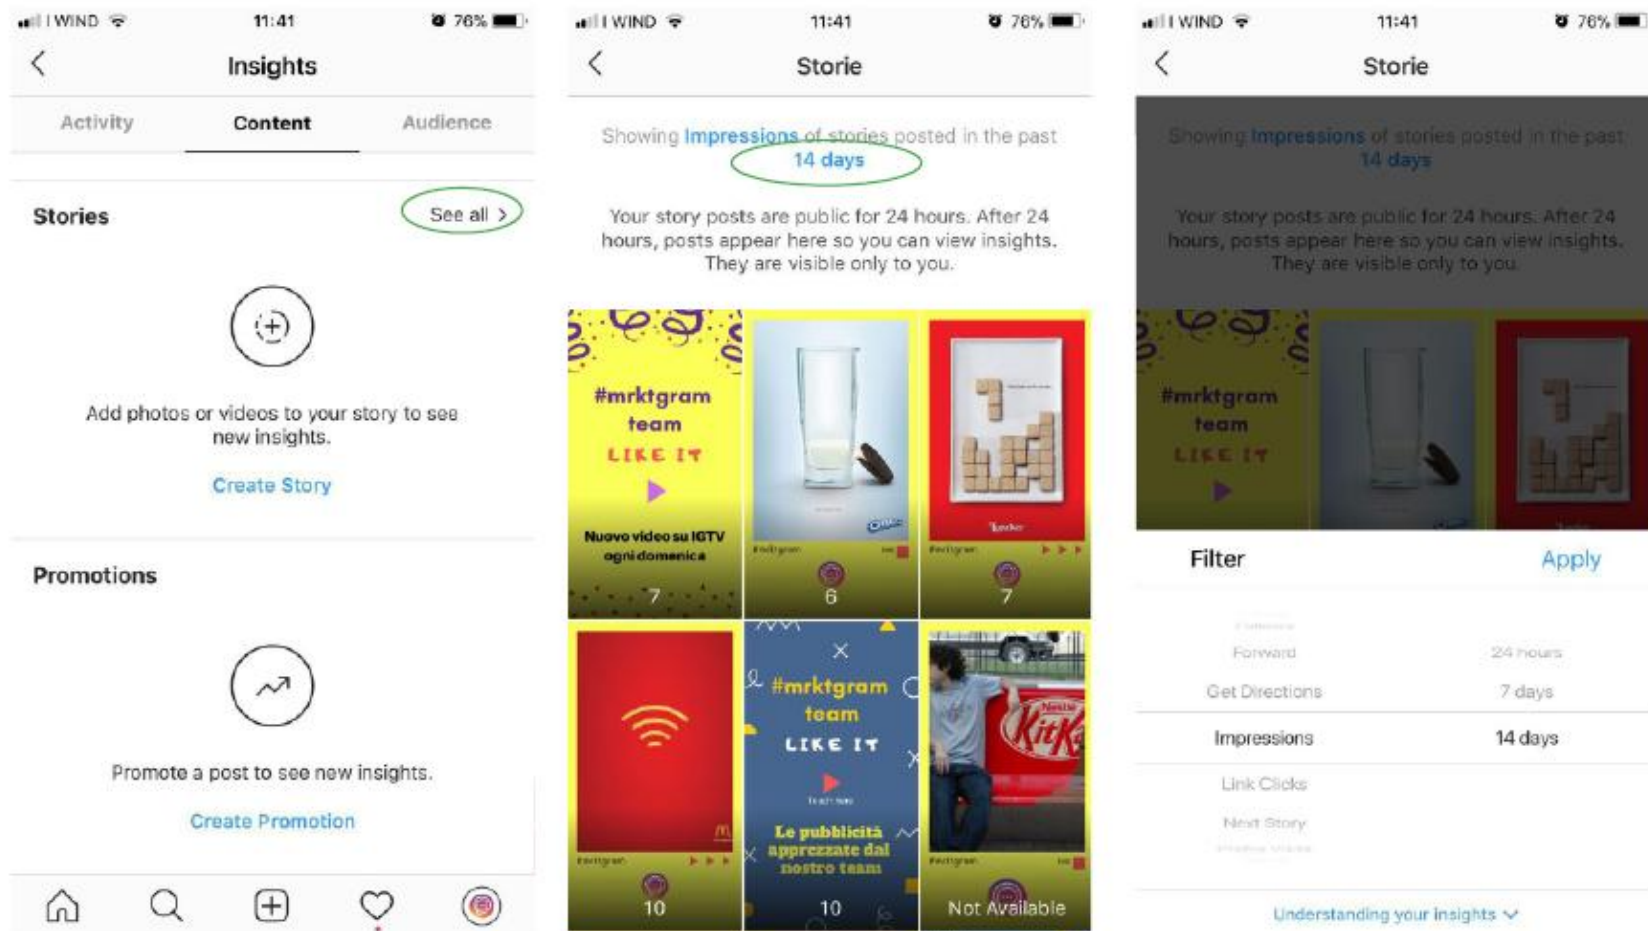 I WIND 11:41 76%
Insights
Activity Content Audience
Stories See all >
Add photos or videos to your story to see
new insights.
Create Story
Promotions
Promote a post to see new insights.
Create Promotion
I WIND 11:41 76%
Storie
Showing Impressions of stories posted in the past
14 days
Your story posts are public for 24 hours. After 24
hours, posts appear here so you can view insights.
They are visible only to you.
#mrktgram
team
LIKE IT
Nuovo video su IGTV
ogni domenica
7
6
7
10
#mrktgram
team
LIKE IT
Le pubblicità
apprezzate dal
nostro team
10
Nestlé
KitK
Not Available
I WIND 11:41 76%
Storie
Showing Impressions of stories posted in the past
14 days
Your story posts are public for 24 hours. After 24
hours, posts appear here so you can view insights.
They are visible only to you.
#mrktgram
team
LIKE IT
Filter Apply
Forward 24 hours
Get Directions 7 days
Impressions 14 days
Link Clicks
Next Story
Understanding your insights